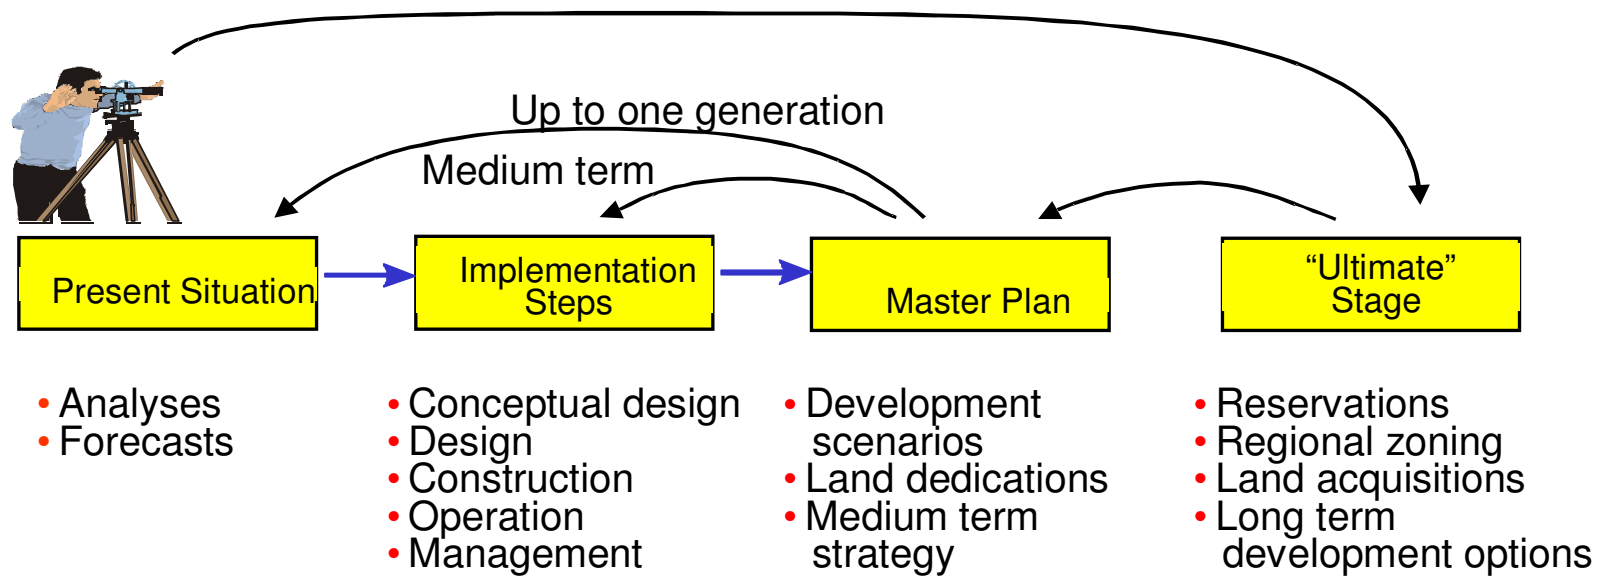 Up to one generation
Medium term
Present Situation
Implementation
Steps
Master Plan
“Ultimate”
Stage
• Analyses
• Forecasts
• Conceptual design
• Design
• Construction
• Operation
• Management
• Development
scenarios
• Land dedications
• Medium term
strategy
• Reservations
• Regional zoning
• Land acquisitions
• Long term
development options